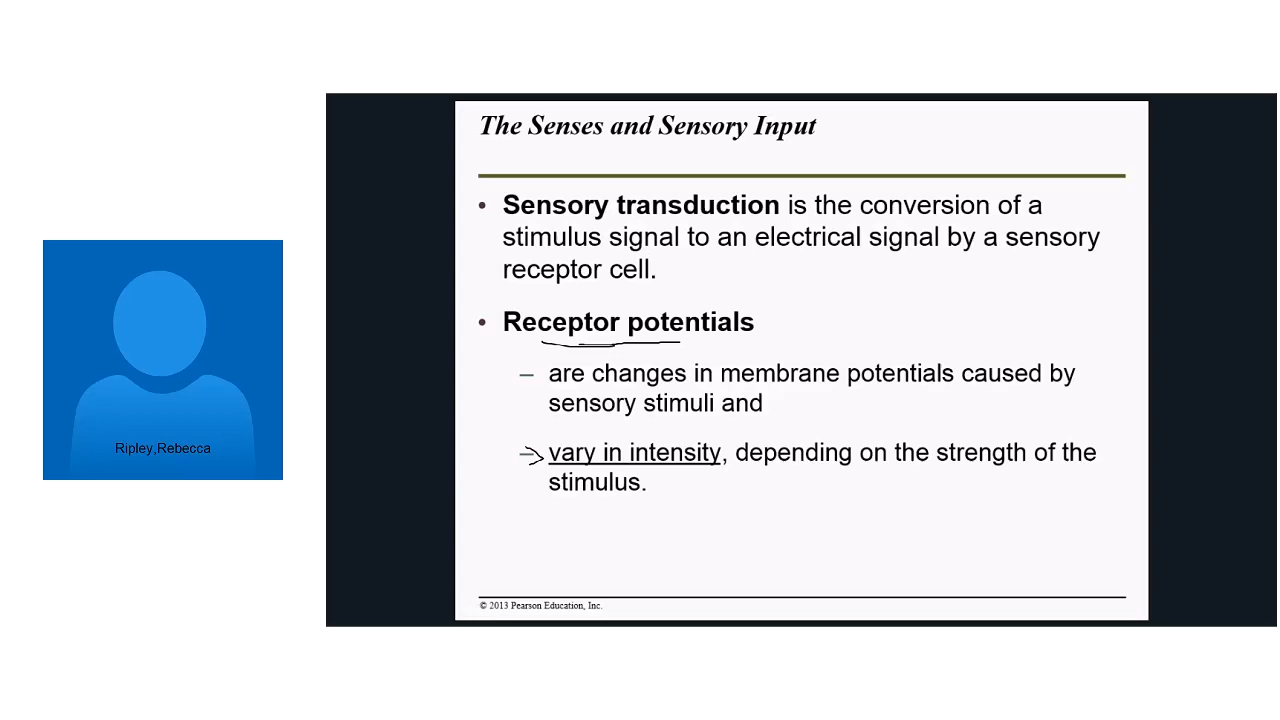 The Senses and Sensory Input
• Sensory transduction is the conversion of a
stimulus signal to an electrical signal by a sensory
receptor cell.
• Receptor potentials
– are changes in membrane potentials caused by
sensory stimuli and
– vary in intensity, depending on the strength of the
stimulus.
Ripley,Rebecca
© 2013 Pearson Education, Inc.